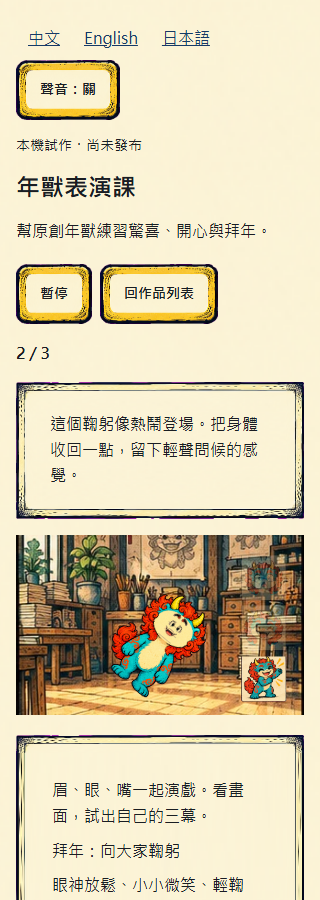 中文 English 日本語
聲音：關
本機試作・尚未發布
年獸表演課
幫原創年獸練習驚喜、開心與拜年。
暫停 回作品列表
2 / 3
這個鞠躬像熱鬧登場。把身體
收回一點，留下輕聲問候的感
覺。
眉、眼、嘴一起演戲。看畫
面，試出自己的三幕。
拜年：向大家鞠躬
眼神放鬆、小小微笑、輕鞠